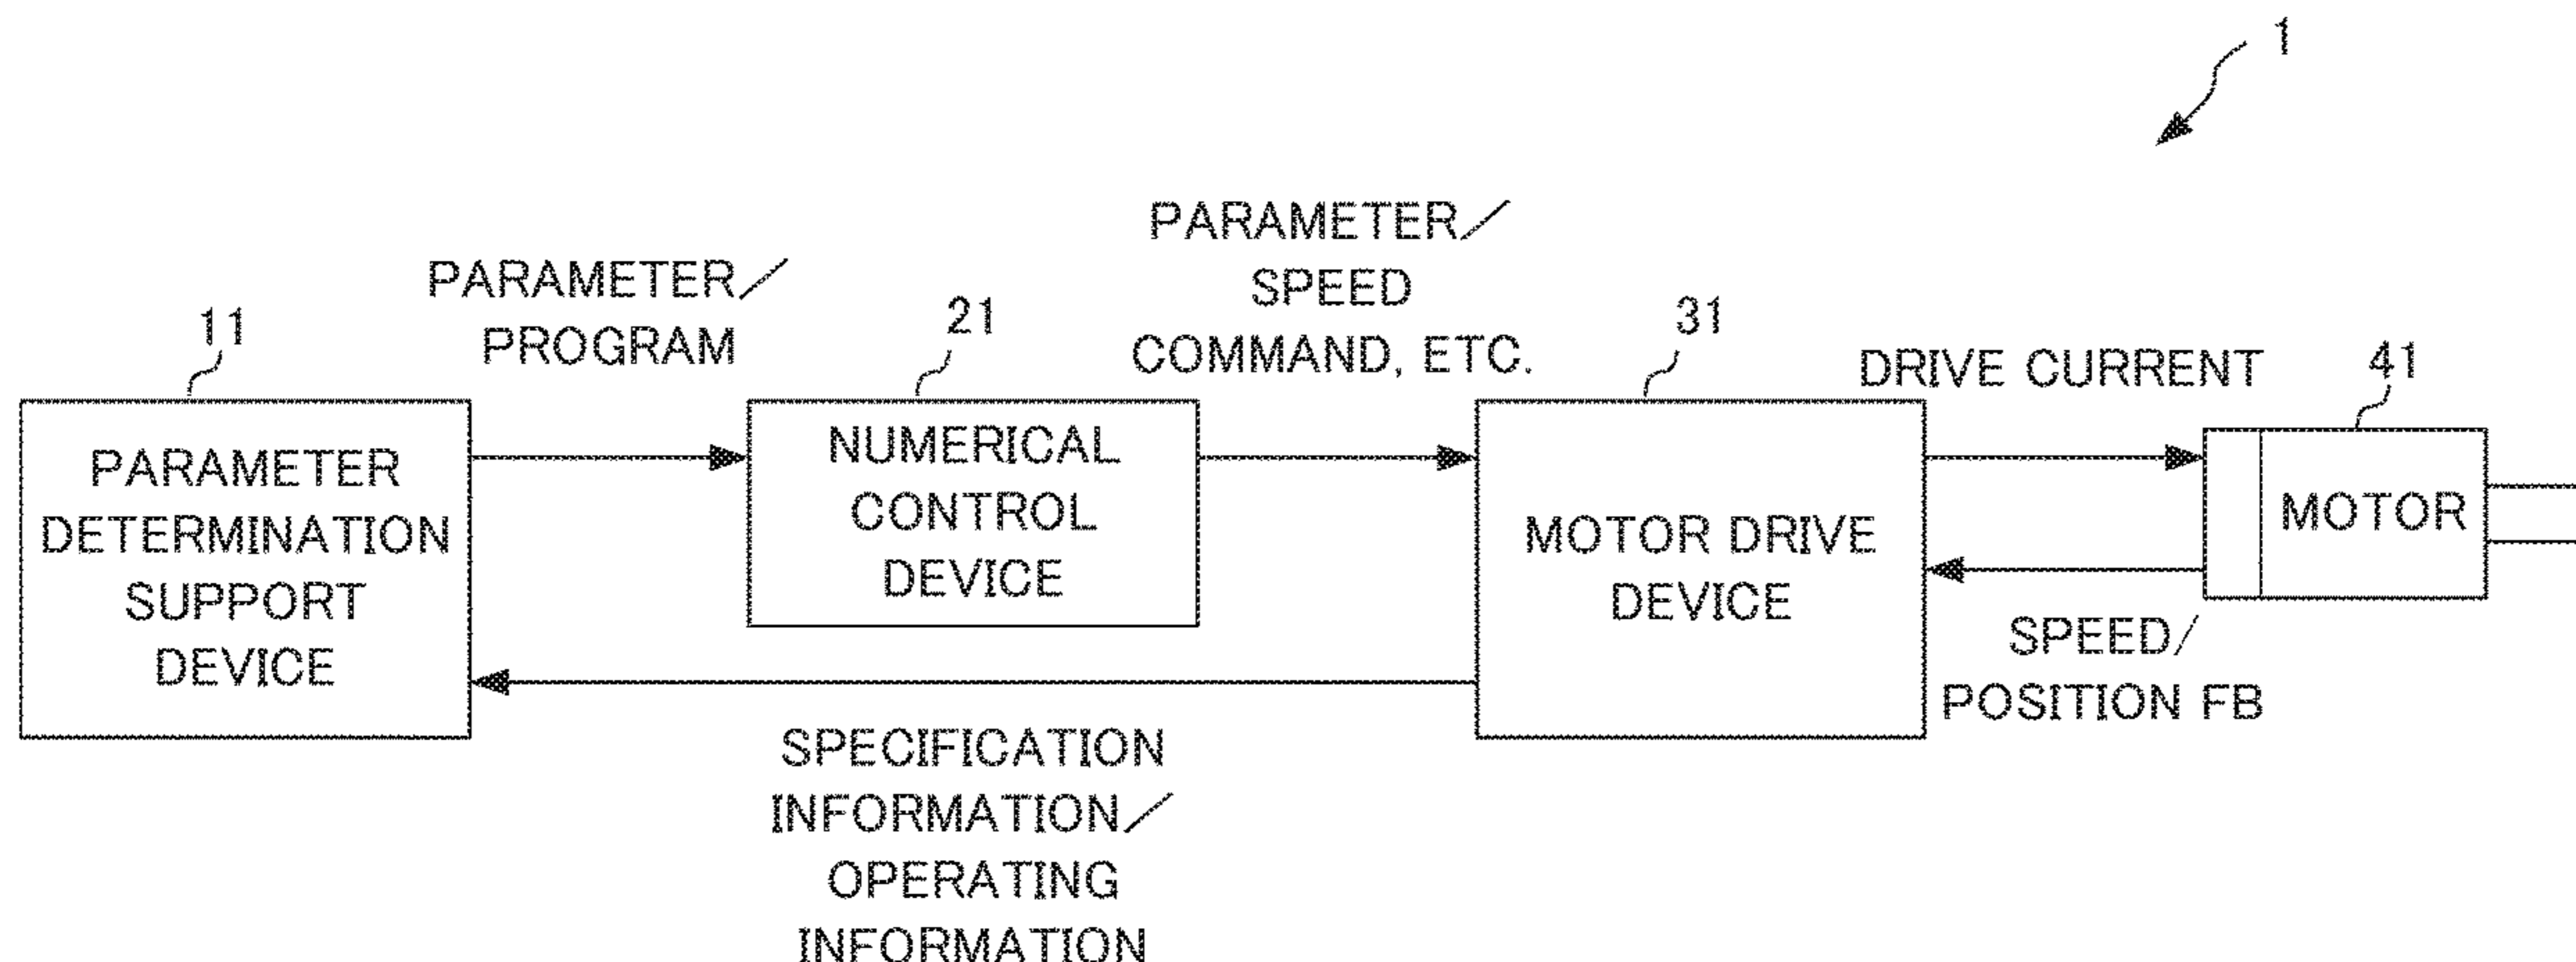 1
PARAMETER/
SPEED
COMMAND, ETC.
PARAMETER/
PROGRAM
11
21
31
DRIVE CURRENT
41
PARAMETER
DETERMINATION
SUPPORT
DEVICE
NUMERICAL
CONTROL
DEVICE
MOTOR DRIVE
DEVICE
MOTOR
SPEED/
POSITION FB
SPECIFICATION
INFORMATION/
OPERATING
INFORMATION